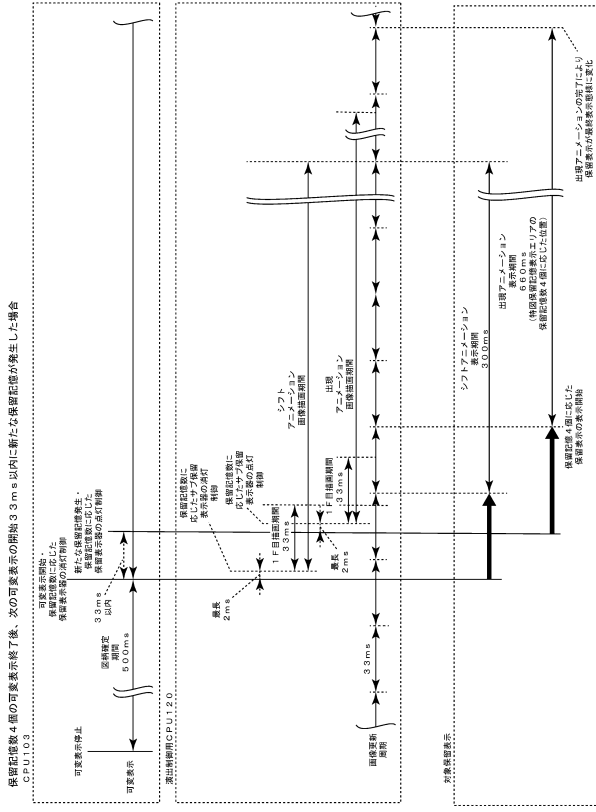 保留記憶数4個の可変表示終了後、次の可変表示の開始33ms以内に新たな保留記憶が発生した場合
CPU103
可変表示停止
可変表示
図柄確定
期間
500ms
可変表示開始・
保留記憶数に応じた
保留表示器の消灯制御
33ms
以内
新たな保留記憶発生・
保留記憶数に応じた
保留表示器の点灯制御
演出制御用CPU120
画像更新
周期
33ms
最長
2ms
保留記憶数に
応じたサブ保留
表示器の消灯
制御
1F目描画期間
33ms
保留記憶数に
応じたサブ保留
表示器の点灯
制御
最長
2ms
1F目描画期間
33ms
シフト
アニメーション
画像描画期間
出現
アニメーション
画像描画期間
対象保留表示
シフトアニメーション
表示期間
300ms
保留記憶4個に応じた
保留表示の表示開始
出現アニメーション
表示期間
660ms
(特図保留記憶表示エリアの
保留記憶数4個に応じた位置)
出現アニメーションの完了により
保留表示が最終表示態様に変化